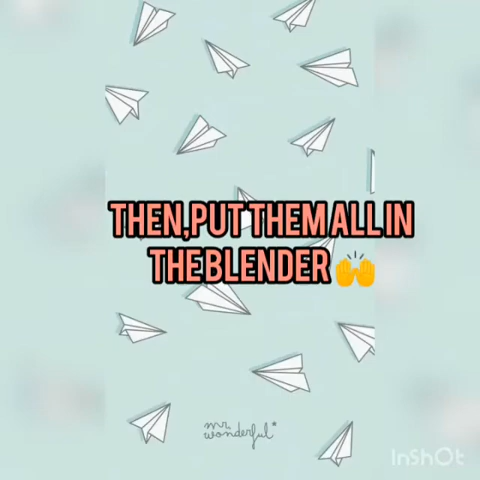 THEN,PUT THEM ALL IN
THE BLENDER 🙌
mr.
wonderful*
InShOt